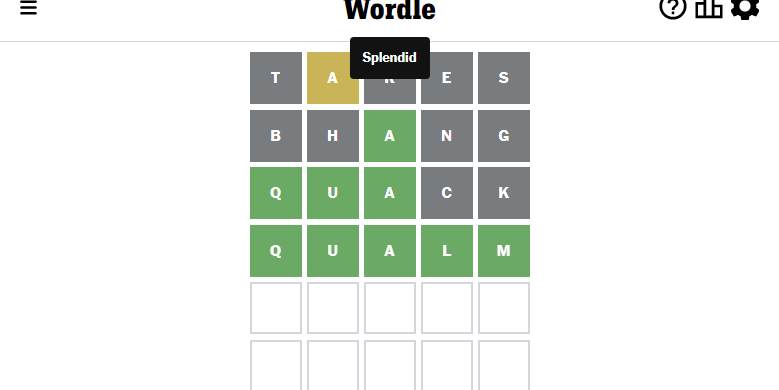 Wordle
Splendid
T A R E S
B H A N G
Q U A C K
Q U A L M